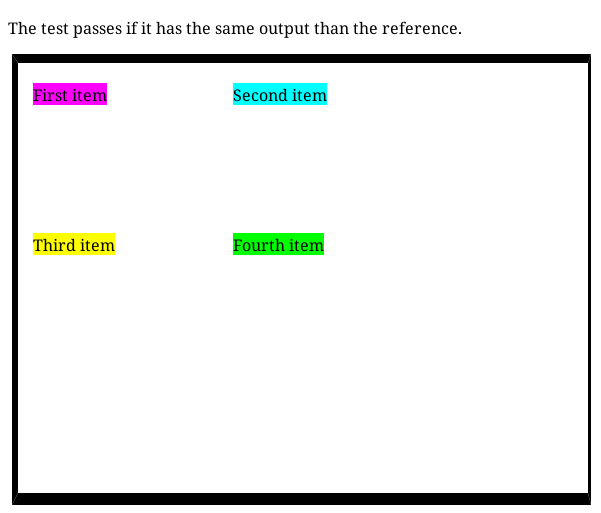 The test passes if it has the same output than the reference.
First item Second item
Third item Fourth item